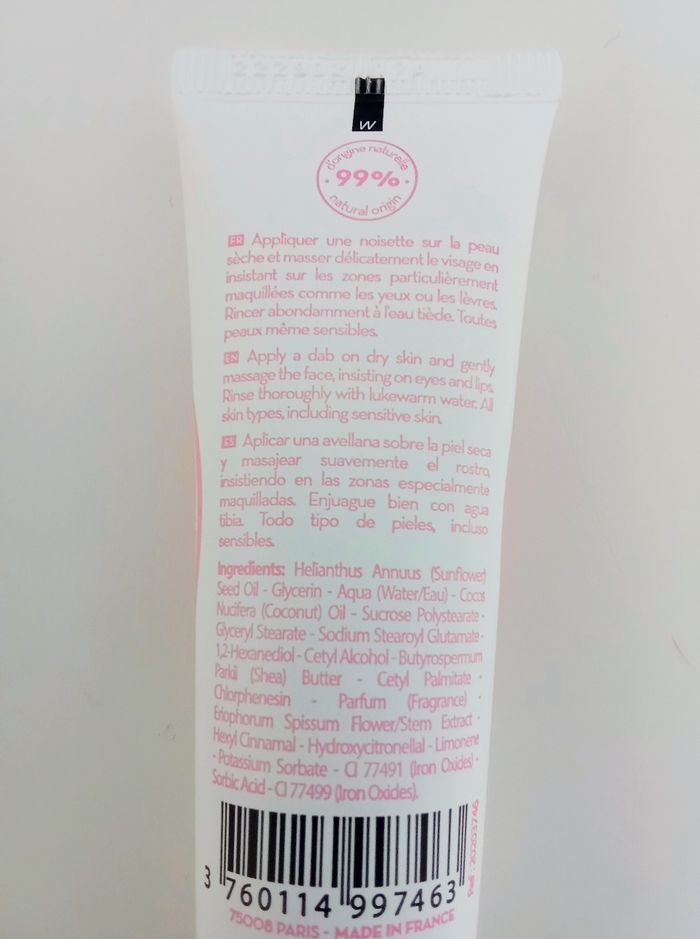 W
d'origine naturelle
99%
natural origin
FR Appliquer une noisette sur la peau
sèche et masser délicatement le visage en
insistant sur les zones particulièrement
maquillées comme les yeux ou les lèvres.
Rincer abondamment à l'eau tiède. Toutes
peaux même sensibles.
EN Apply a dab on dry skin and gently
massage the face, insisting on eyes and lips.
Rinse thoroughly with lukewarm water. All
skin types, including sensitive skin.
ES Aplicar una avellana sobre la piel seca
y masajear suavemente el rostro,
insistiendo en las zonas especialmente
maquilladas. Enjuague bien con agua
tibia. Todo tipo de pieles, incluso
sensibles.
Ingredients: Helianthus Annuus (Sunflower)
Seed Oil - Glycerin - Aqua (Water/Eau) - Cocos
Nucifera (Coconut) Oil - Sucrose Polystearate -
Glyceryl Stearate - Sodium Stearoyl Glutamate -
1,2-Hexanediol - Cetyl Alcohol - Butyrospermum
Parkii (Shea) Butter - Cetyl Palmitate -
Chlorphenesin - Parfum (Fragrance) -
Eriophorum Spissum Flower/Stem Extract -
Hexyl Cinnamal - Hydroxycitronellal - Limonene
- Potassium Sorbate - CI 77491 (Iron Oxides) -
Sorbic Acid - CI 77499 (Iron Oxides).
3 760114 997463
75008 PARIS - MADE IN FRANCE